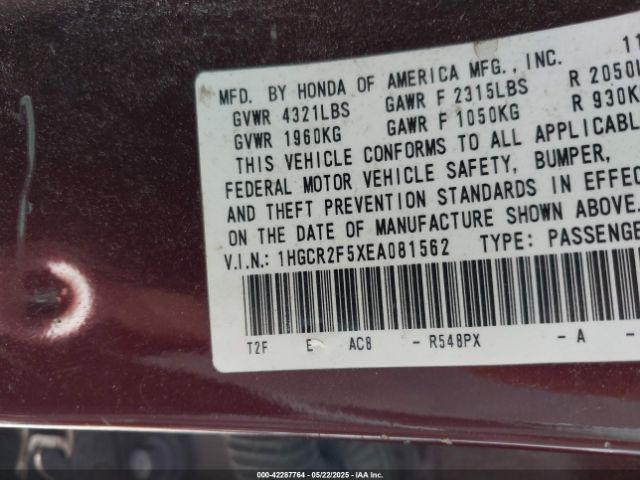 11
MFD. BY HONDA OF AMERICA MFG., INC.
GVWR 4321LBS GAWR F 2315LBS R 2050L
GVWR 1960KG GAWR F 1050KG R 930K
THIS VEHICLE CONFORMS TO ALL APPLICABL
FEDERAL MOTOR VEHICLE SAFETY, BUMPER,
AND THEFT PREVENTION STANDARDS IN EFFEC
ON THE DATE OF MANUFACTURE SHOWN ABOVE.
V.I.N.: 1HGCR2F5XEA081562 TYPE: PASSENGE
T2F E AC8 - R548PX - A -
000-42287764 - 05/22/2025 - IAA Inc.